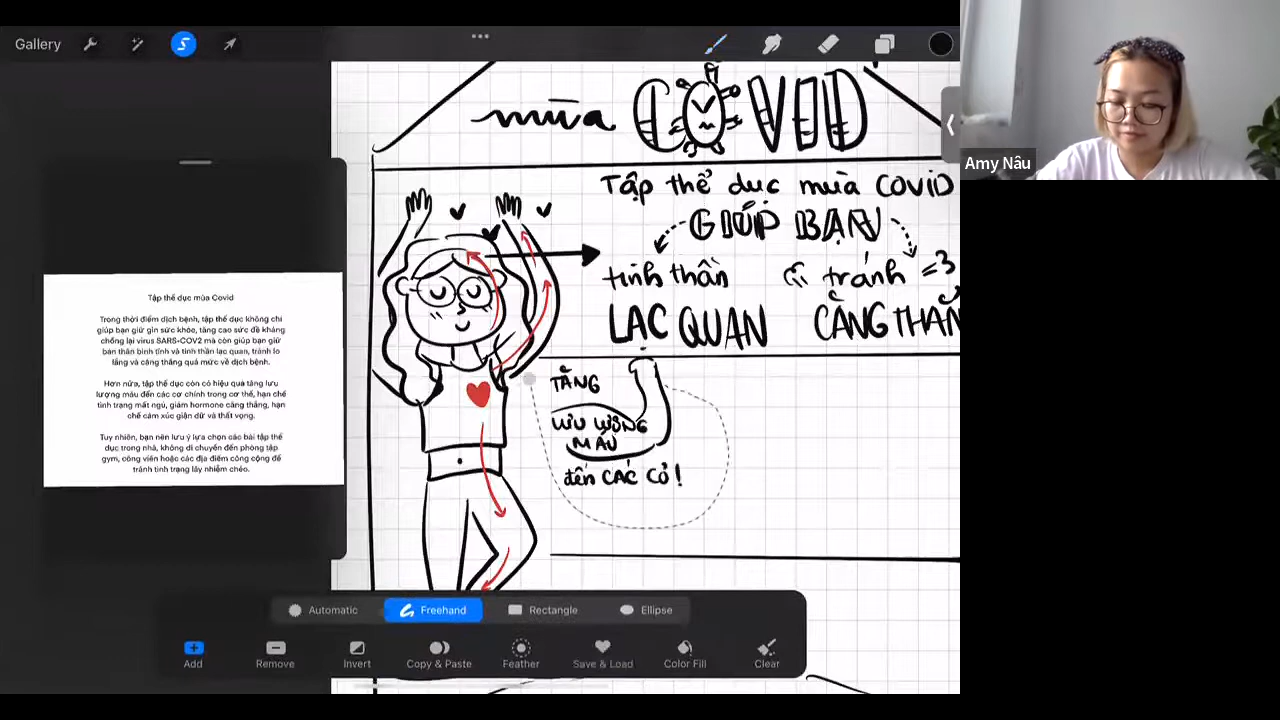 Gallery
mùa COVID
Amy Nâu
Tập thể dục mùa COVID
GIÚP BẠN
tinh thần
LẠC QUAN
tránh
CĂNG THẲN
TĂNG
LƯU LƯỢNG
MÁU
đến CÁC CƠ!
Tập thể dục mùa Covid
Trong thời điểm dịch bệnh, tập thể dục không chỉ
giúp bạn giữ gìn sức khỏe, tăng cao sức đề kháng
chống lại virus SARS-COV2 mà còn giúp bạn giữ
bản thân bình tĩnh và tinh thần lạc quan, tránh lo
lắng và căng thẳng quá mức về dịch bệnh.
Hơn nữa, tập thể dục còn có hiệu quả tăng lưu
lượng máu đến các cơ chính trong cơ thể, hạn chế
tình trạng mất ngủ, giảm hormone căng thẳng, hạn
chế cảm xúc giận dữ và thất vọng.
Tuy nhiên, bạn nên lưu ý lựa chọn các bài tập thể
dục trong nhà, không di chuyển đến phòng tập
gym, công viên hoặc các địa điểm công cộng để
tránh tình trạng lây nhiễm chéo.
Automatic Freehand Rectangle Ellipse
Add Remove Invert Copy & Paste Feather Save & Load Color Fill Clear